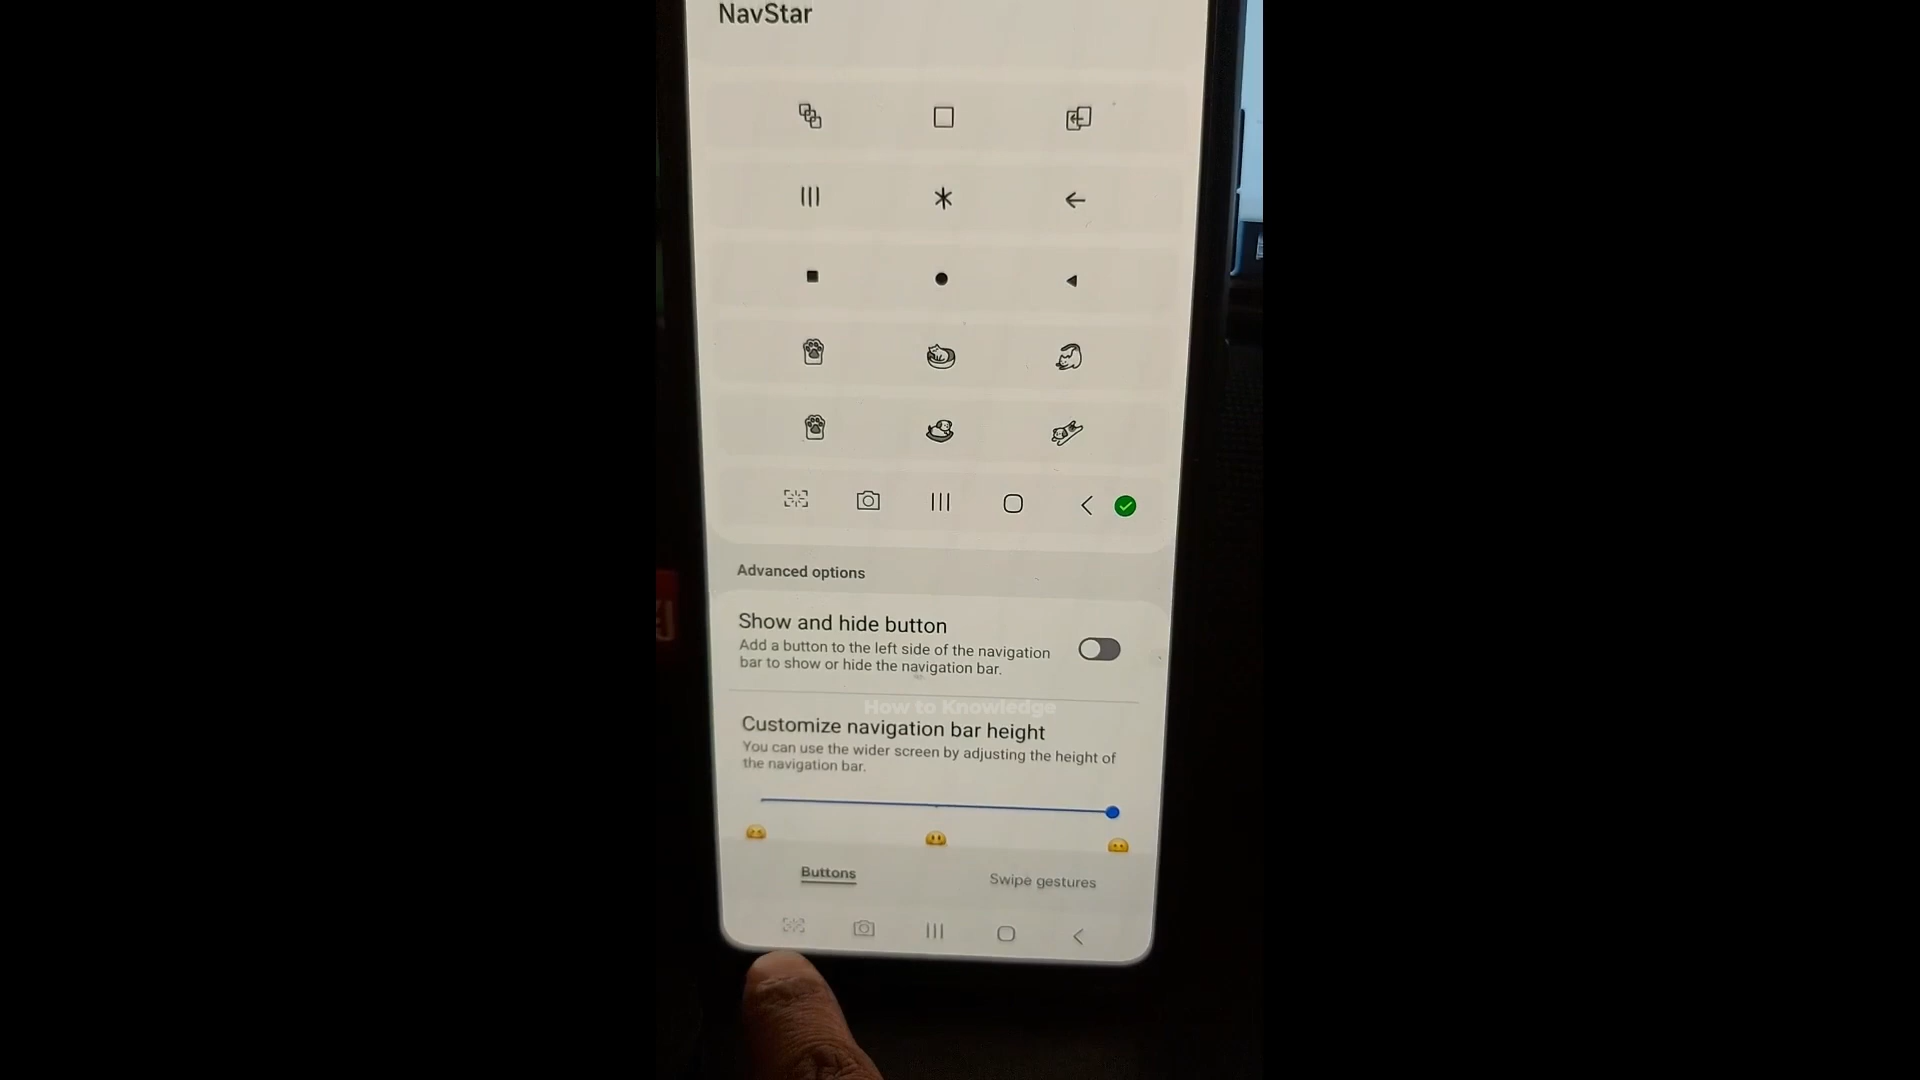 NavStar
Advanced options
Show and hide button
Add a button to the left side of the navigation
bar to show or hide the navigation bar.
How to Knowledge
Customize navigation bar height
You can use the wider screen by adjusting the height of
the navigation bar.
Buttons
Swipe gestures